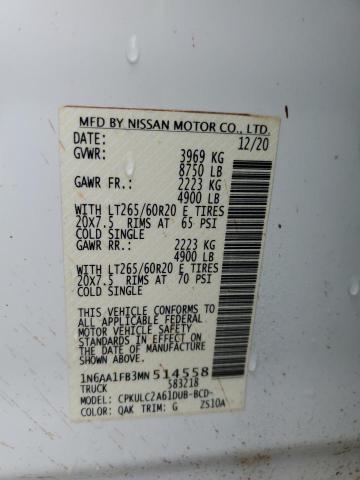 MFD BY NISSAN MOTOR CO., LTD.
DATE: 12/20
GVWR: 3969 KG
8750 LB
GAWR FR.: 2223 KG
4900 LB
WITH LT265/60R20 E TIRES
20X7.5 RIMS AT 65 PSI
COLD SINGLE
GAWR RR.: 2223 KG
4900 LB
WITH LT265/60R20 E TIRES
20X7.5 RIMS AT 70 PSI
COLD SINGLE
THIS VEHICLE CONFORMS TO
ALL APPLICABLE FEDERAL
MOTOR VEHICLE SAFETY
STANDARDS IN EFFECT ON
THE DATE OF MANUFACTURE
SHOWN ABOVE.
1N6AA1FB3MN514558
TRUCK 583218
MODEL: CPKULC2A61DUB-BCD-
COLOR: QAK TRIM: G ZS10A